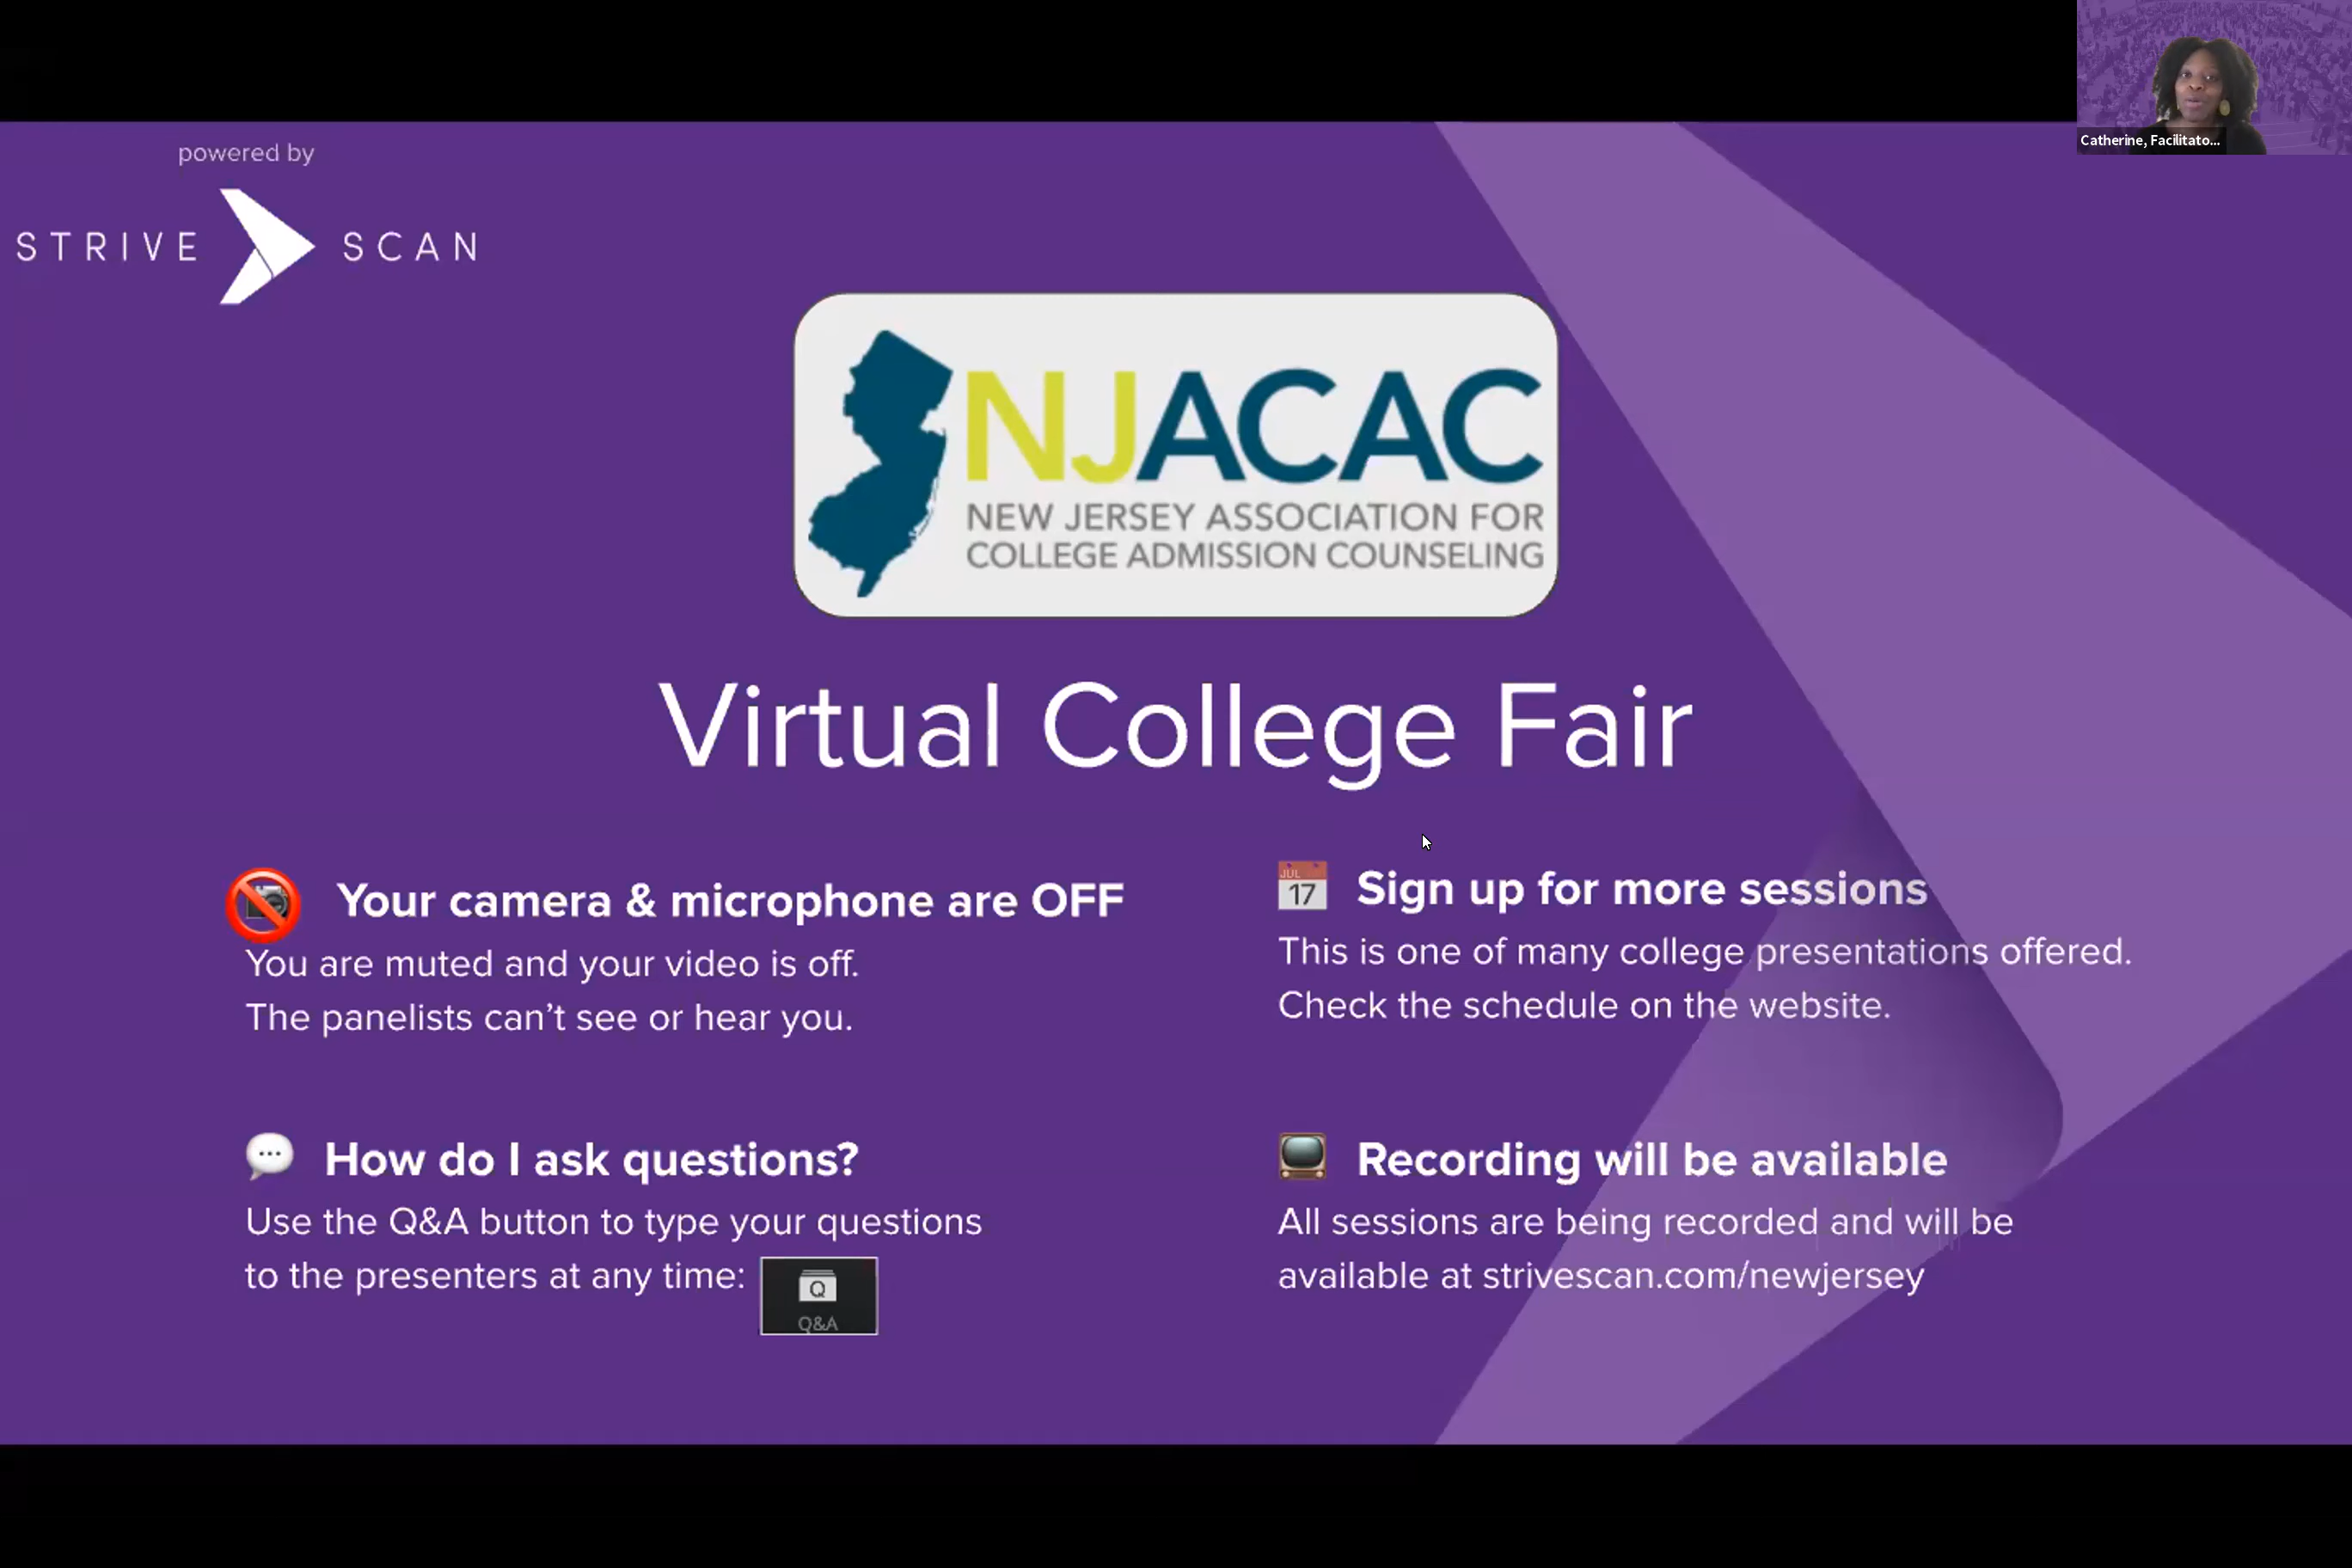 Catherine, Facilitato...
powered by
STRIVE SCAN
NJACAC
NEW JERSEY ASSOCIATION FOR
COLLEGE ADMISSION COUNSELING
Virtual College Fair
Your camera & microphone are OFF
You are muted and your video is off.
The panelists can’t see or hear you.
JUL
17
Sign up for more sessions
This is one of many college presentations offered.
Check the schedule on the website.
How do I ask questions?
Use the Q&A button to type your questions
to the presenters at any time:
Q
Q&A
Recording will be available
All sessions are being recorded and will be
available at strivescan.com/newjersey